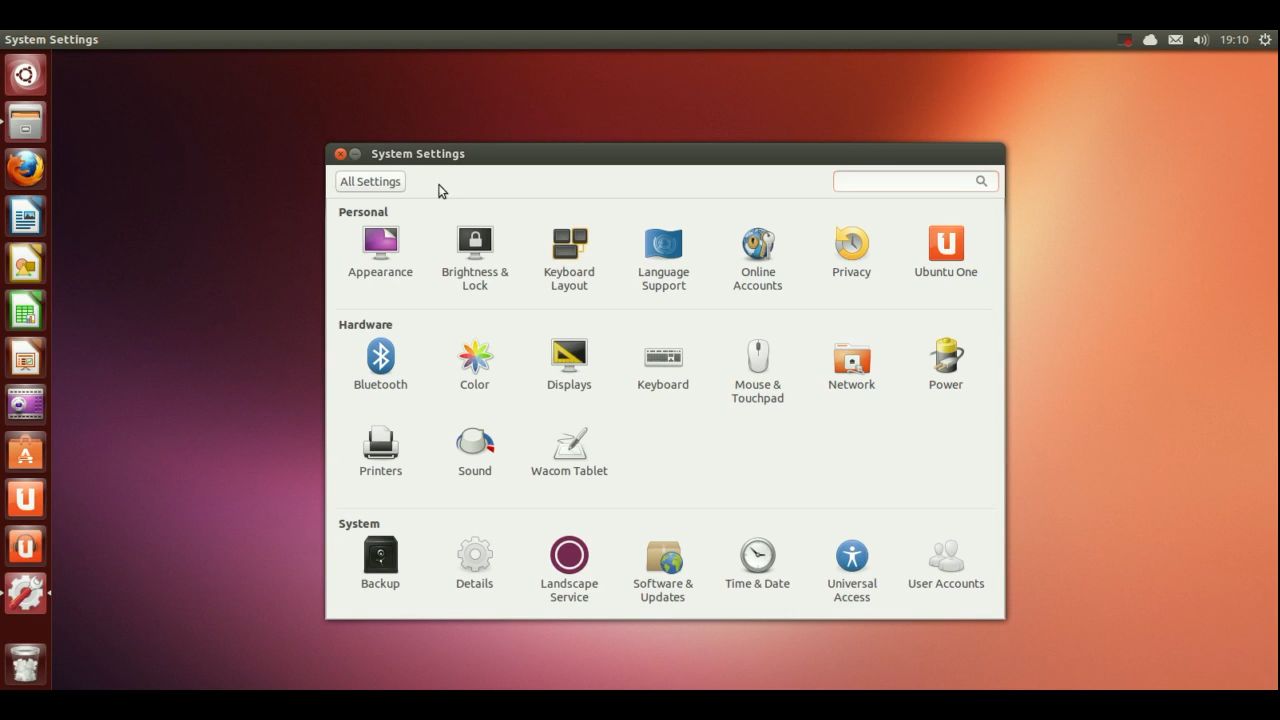 System Settings
19:10
System Settings
All Settings
Personal
Appearance
Brightness &
Lock
Keyboard
Layout
Language
Support
Online
Accounts
Privacy
Ubuntu One
Hardware
Bluetooth
Color
Displays
Keyboard
Mouse &
Touchpad
Network
Power
Printers
Sound
Wacom Tablet
System
Backup
Details
Landscape
Service
Software &
Updates
Time & Date
Universal
Access
User Accounts